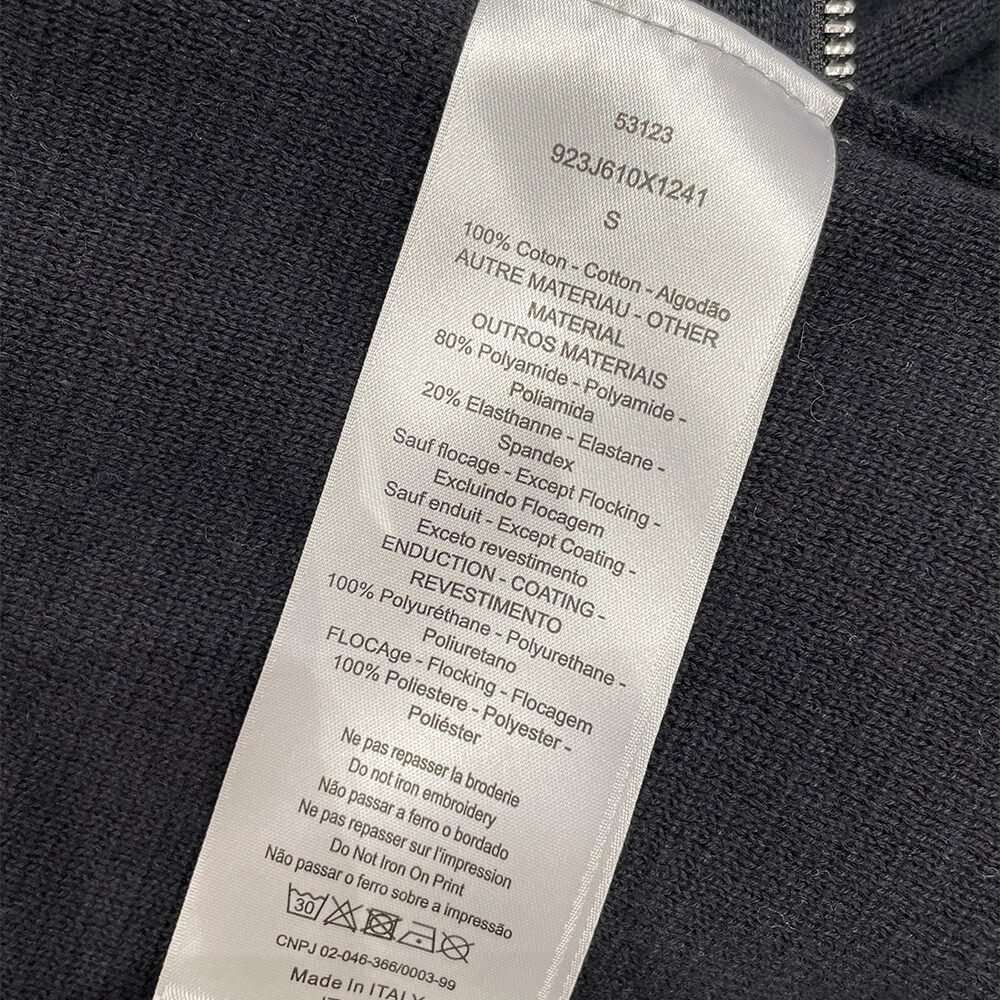 53123
923J610X1241
S
100% Coton - Cotton - Algodão
AUTRE MATERIAU - OTHER
MATERIAL
OUTROS MATERIAIS
80% Polyamide - Polyamide -
Poliamida
20% Elasthanne - Elastane -
Spandex
Sauf flocage - Except Flocking -
Excluindo Flocagem
Sauf enduit - Except Coating -
Exceto revestimento
ENDUCTION - COATING -
REVESTIMENTO
100% Polyuréthane - Polyurethane -
Poliuretano
FLOCAge - Flocking - Flocagem
100% Poliestere - Polyester -
Poliéster
Ne pas repasser la broderie
Do not iron embroidery
Não passar a ferro o bordado
Ne pas repasser sur l'impression
Do Not Iron On Print
Não passar o ferro sobre a impressão
30
CNPJ 02-046-366/0003-99
Made In ITALY